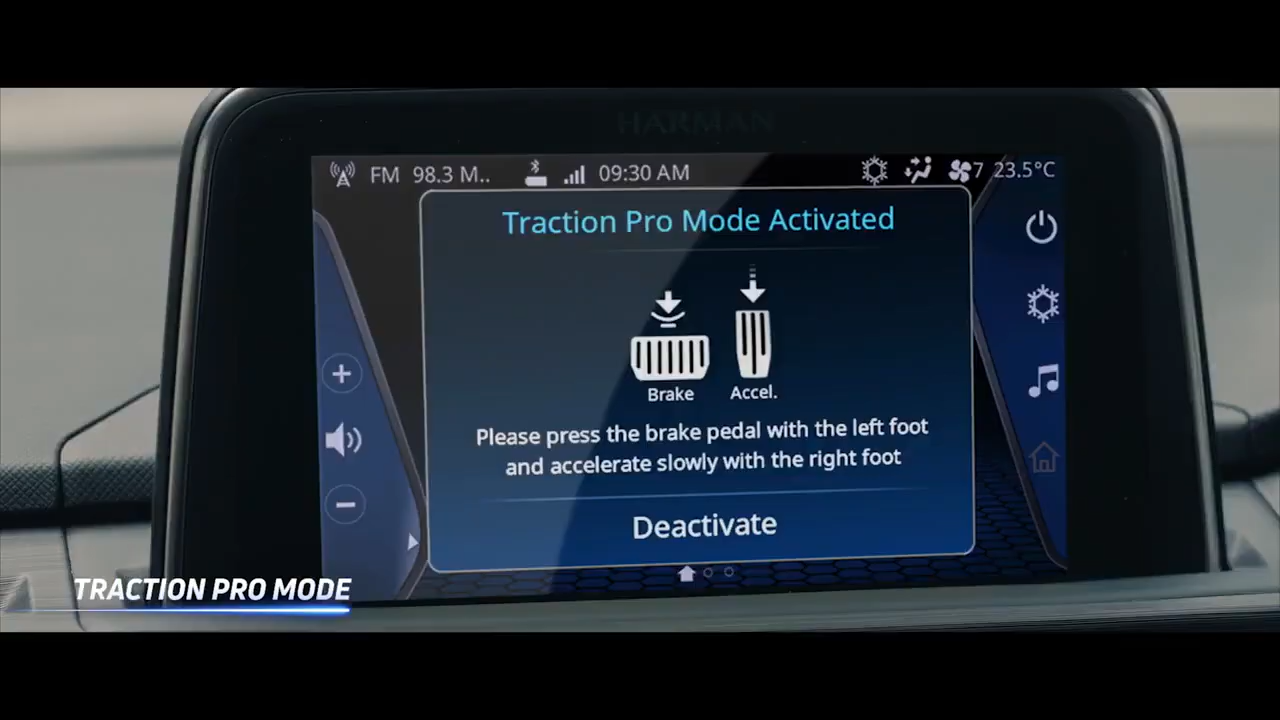 HARMAN
FM 98.3 M.. 09:30 AM 7 23.5°C
Traction Pro Mode Activated
Brake Accel.
Please press the brake pedal with the left foot
and accelerate slowly with the right foot
Deactivate
TRACTION PRO MODE